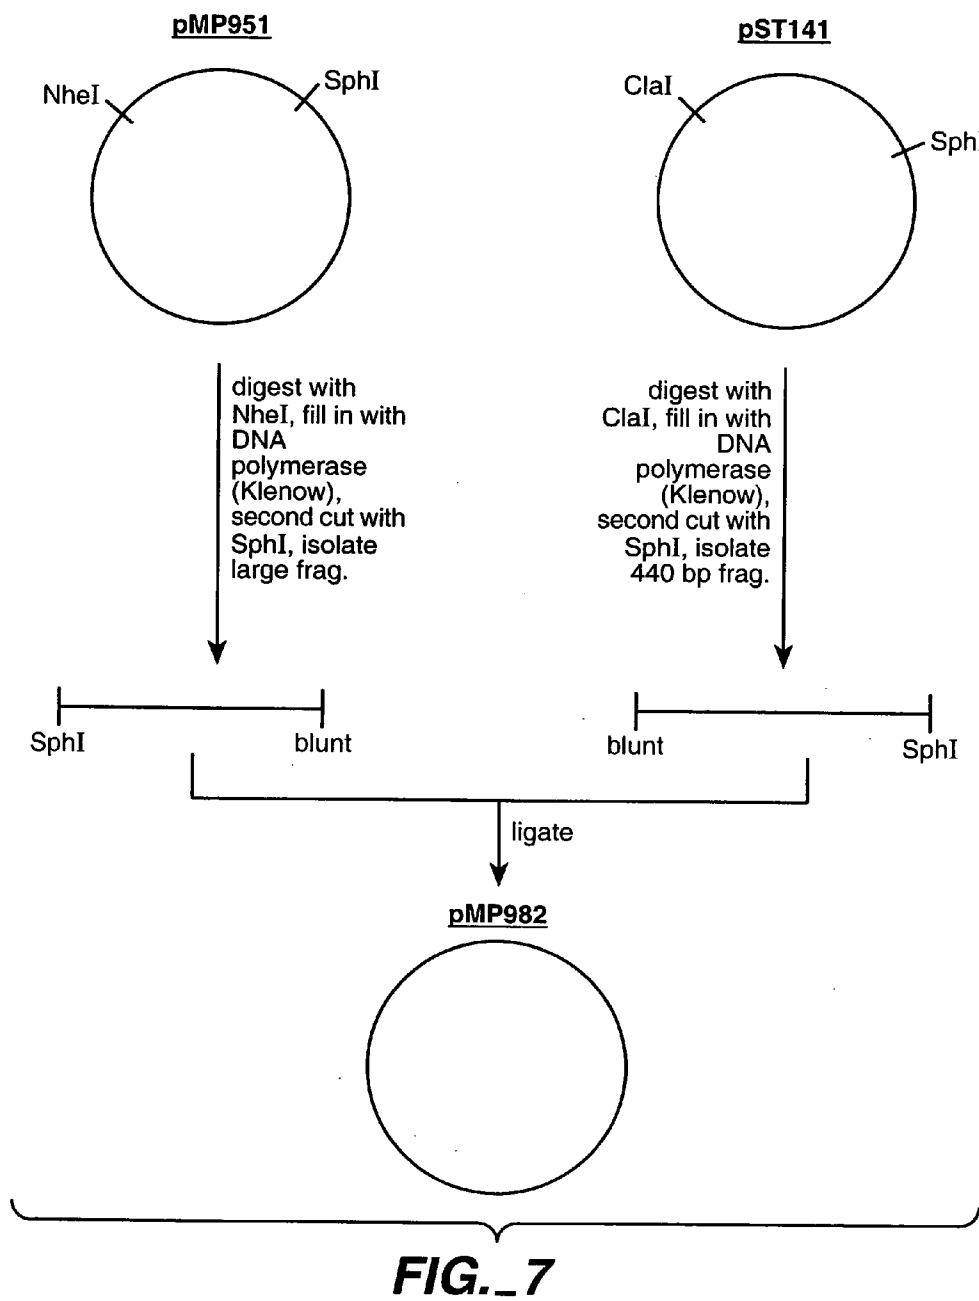 pMP951
NheI
SphI
pST141
ClaI
Sph
digest with
NheI, fill in with
DNA
polymerase
(Klenow),
second cut with
SphI, isolate
large frag.
digest with
ClaI, fill in with
DNA
polymerase
(Klenow),
second cut with
SphI, isolate
440 bp frag.
SphI
blunt
blunt
SphI
ligate
pMP982
FIG._7